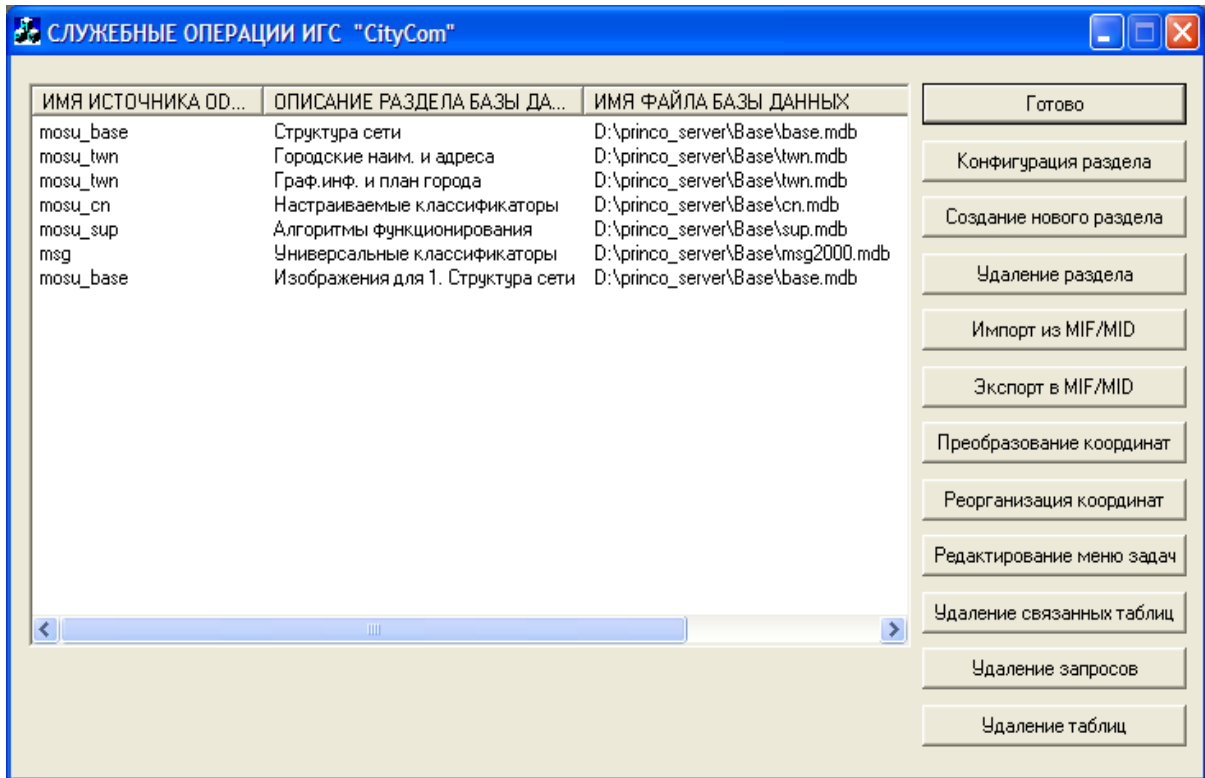 СЛУЖЕБНЫЕ ОПЕРАЦИИ ИГС "CityCom"
ИМЯ ИСТОЧНИКА OD... ОПИСАНИЕ РАЗДЕЛА БАЗЫ ДА... ИМЯ ФАЙЛА БАЗЫ ДАННЫХ
mosu_base Структура сети D:\princo_server\Base\base.mdb
mosu_twn Городские наим. и адреса D:\princo_server\Base\twn.mdb
mosu_twn Граф.инф. и план города D:\princo_server\Base\twn.mdb
mosu_cn Настраиваемые классификаторы D:\princo_server\Base\cn.mdb
mosu_sup Алгоритмы функционирования D:\princo_server\Base\sup.mdb
msg Универсальные классификаторы D:\princo_server\Base\msg2000.mdb
mosu_base Изображения для 1. Структура сети D:\princo_server\Base\base.mdb
Готово
Конфигурация раздела
Создание нового раздела
Удаление раздела
Импорт из MIF/MID
Экспорт в MIF/MID
Преобразование координат
Реорганизация координат
Редактирование меню задач
Удаление связанных таблиц
Удаление запросов
Удаление таблиц